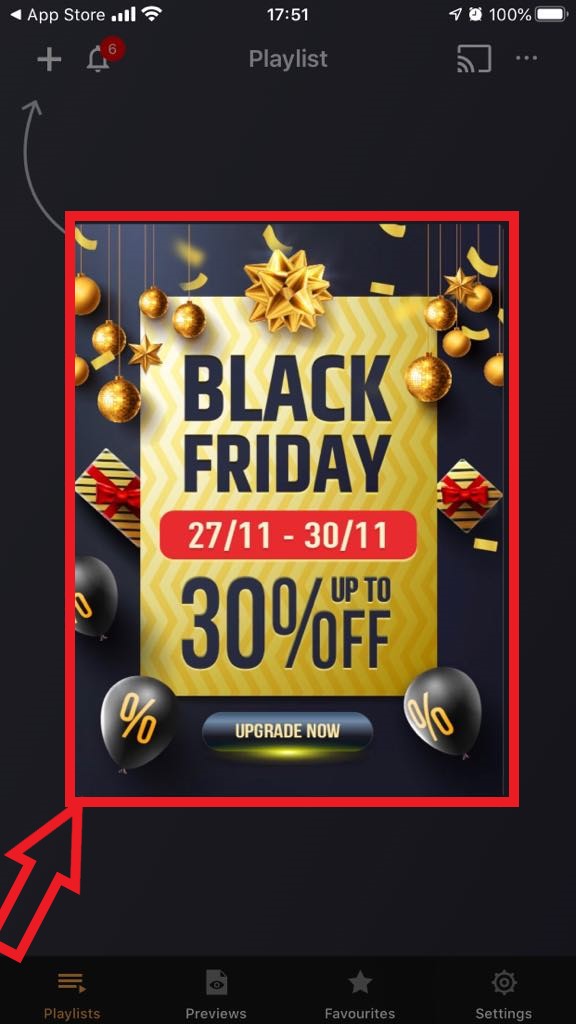 App Store
17:51
100%
6
Playlist
BLACK
FRIDAY
27/11 - 30/11
30% UP TO
OFF
%
%
%
UPGRADE NOW
Playlists
Previews
Favourites
Settings